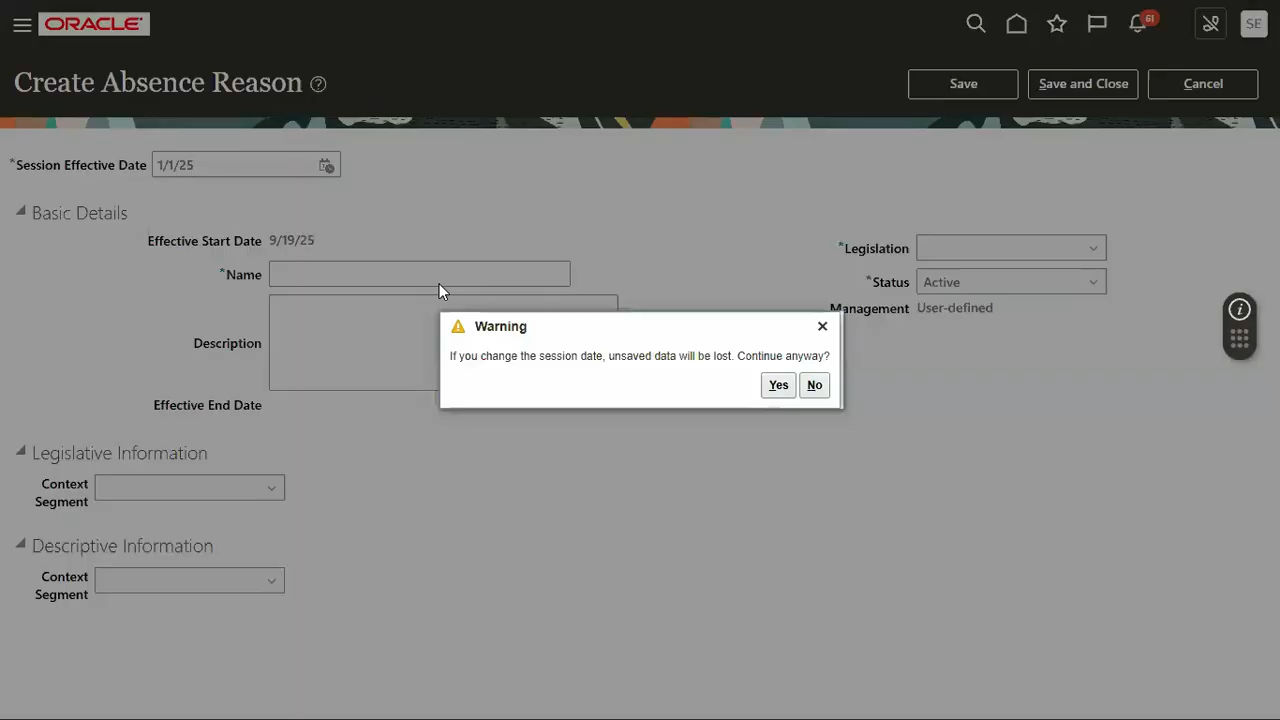 ORACLE
61
SE
Create Absence Reason ?
Save
Save and Close
Cancel
*Session Effective Date 1/1/25
Basic Details
Effective Start Date 9/19/25
*Name
Description
Effective End Date
*Legislation
*Status Active
Management User-defined
Warning
If you change the session date, unsaved data will be lost. Continue anyway?
Yes
No
Legislative Information
Context
Segment
Descriptive Information
Context
Segment